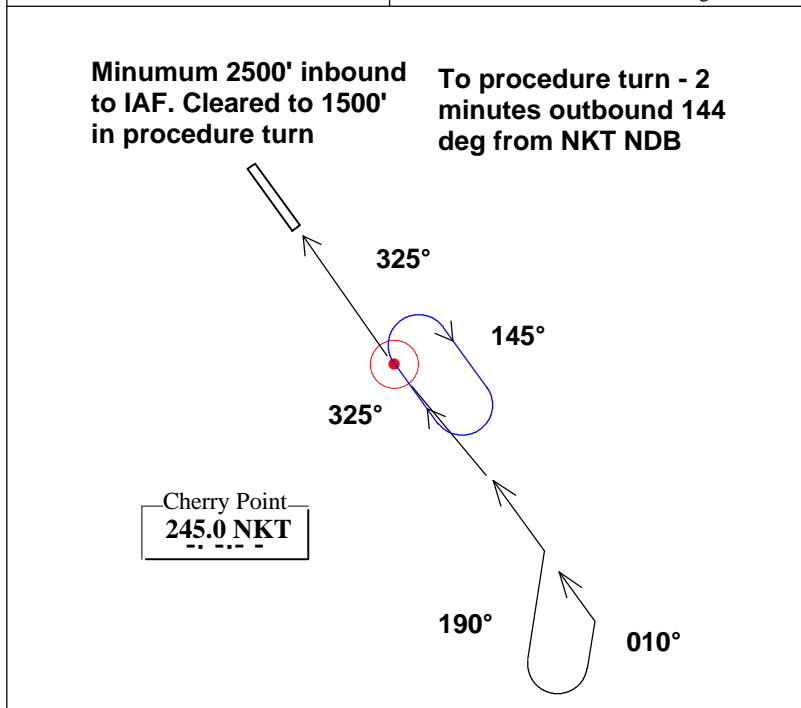 Minumum 2500' inbound
to IAF. Cleared to 1500'
in procedure turn
To procedure turn - 2
minutes outbound 144
deg from NKT NDB
325°
145°
325°
Cherry Point
245.0 NKT
-. -.- -
190°
010°